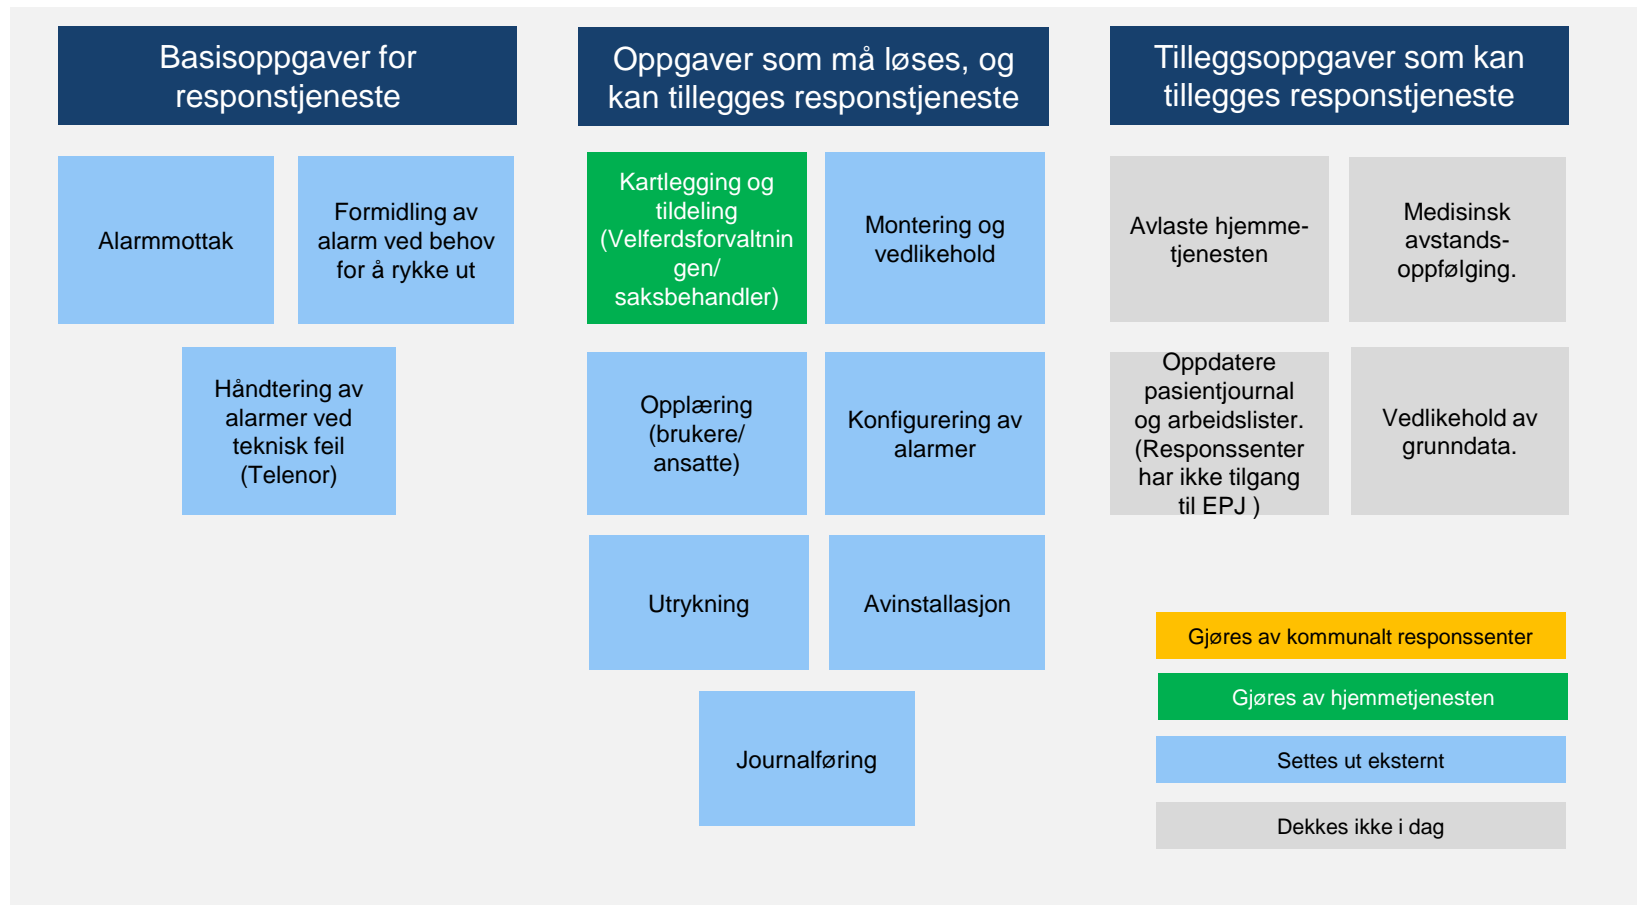 Basisoppgaver for
responstjeneste
Alarmmottak
Formidling av
alarm ved behov
for å rykke ut
Håndtering av
alarmer ved
teknisk feil
(Telenor)
Oppgaver som må løses, og
kan tillegges responstjeneste
Kartlegging og
tildeling
(Velferdsforvaltnin
gen/
saksbehandler)
Montering og
vedlikehold
Opplæring
(brukere/
ansatte)
Konfigurering av
alarmer
Utrykning
Avinstallasjon
Journalføring
Tilleggsoppgaver som kan
tillegges responstjeneste
Avlaste hjemme-
tjenesten
Medisinsk
avstands-
oppfølging.
Oppdatere
pasientjournal
og arbeidslister.
(Responssenter
har ikke tilgang
til EPJ )
Vedlikehold av
grunndata.
Gjøres av kommunalt responssenter
Gjøres av hjemmetjenesten
Settes ut eksternt
Dekkes ikke i dag